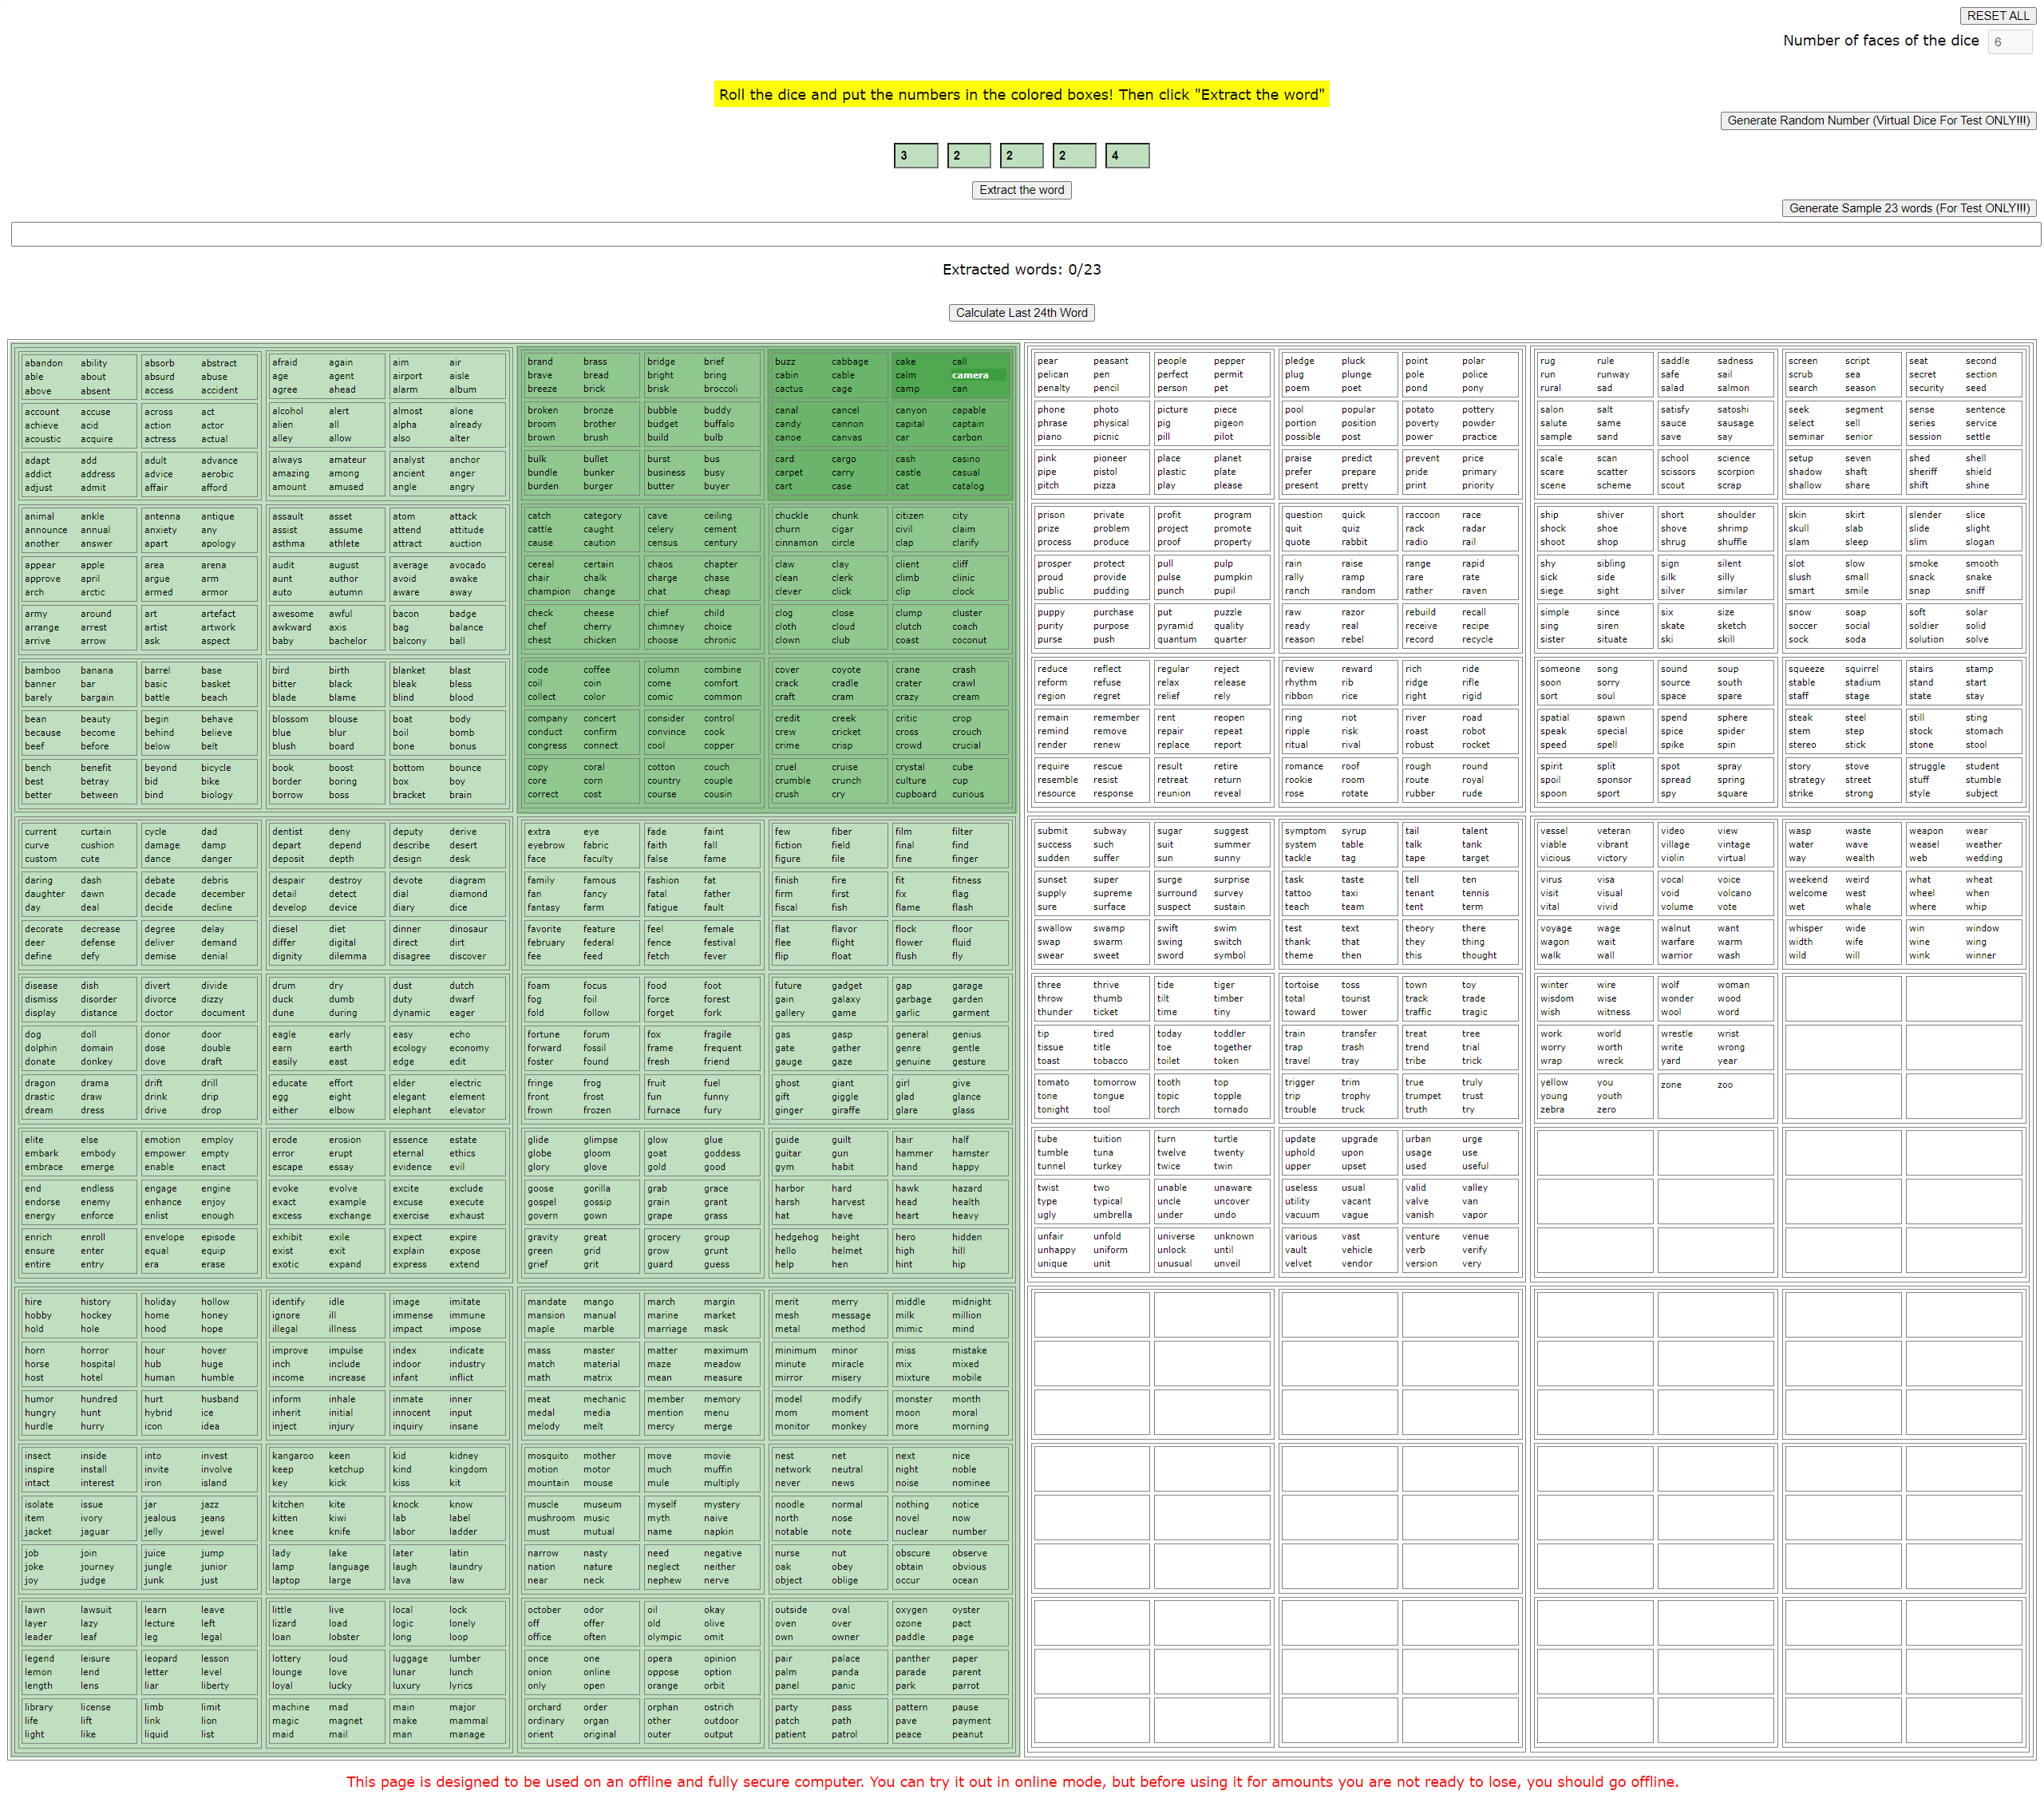 RESET ALL
Number of faces of the dice 6
Roll the dice and put the numbers in the colored boxes! Then click "Extract the word"
Generate Random Number (Virtual Dice For Test ONLY!!!)
3 2 2 2 4
Extract the word
Generate Sample 23 words (For Test ONLY!!!)
Extracted words: 0/23
Calculate Last 24th Word
abandon ability absorb abstract afraid again aim air brand brass bridge brief buzz cabbage cake call pear peasant people pepper pledge pluck point polar rug rule saddle sadness screen script seat second
able about absurd abuse age agent airport aisle brave bread bright bring cabin cable calm camera pelican pen perfect permit plug plunge pole police run runway safe sail scrub sea secret section
above absent access accident agree ahead alarm album breeze brick brisk broccoli cactus cage camp can penalty pencil person pet poem poet pond pony rural sad salad salmon search season security seed
account accuse across act alcohol alert almost alone broken bronze bubble buddy canal cancel canyon capable phone photo picture piece pool popular potato pottery salon salt satisfy satoshi seek segment sense sentence
achieve acid action actor alien all alpha already broom brother budget buffalo candy cannon capital captain phrase physical pig pigeon portion position poverty powder salute same sauce sausage select sell series service
acoustic acquire actress actual alley allow also alter brown brush build bulb canoe canvas car carbon piano picnic pill pilot possible post power practice sample sand save say seminar senior session settle
adapt add adult advance always amateur analyst anchor bulk bullet burst bus card cargo cash casino pink pioneer place planet praise predict prevent price scale scan school science setup seven shed shell
addict address advice aerobic amazing among ancient anger bundle bunker business busy carpet carry castle casual pipe pistol plastic plate prefer prepare pride primary scare scatter scissors scorpion shadow shaft sheriff shield
adjust admit affair afford amount amused angle angry burden burger butter buyer cart case cat catalog pitch pizza play please present pretty print priority scene scheme scout scrap shallow share shift shine
animal ankle antenna antique assault asset atom attack catch category cave ceiling chuckle chunk citizen city prison private profit program question quick raccoon race ship shiver short shoulder skin skirt slender slice
announce annual anxiety any assist assume attend attitude cattle caught celery cement churn cigar civil claim prize problem project promote quit quiz rack radar shock shoe shove shrimp skull slab slide slight
another answer apart apology asthma athlete attract auction cause caution census century cinnamon circle clap clarify process produce proof property quote rabbit radio rail shoot shop shrug shuffle slam sleep slim slogan
appear apple area arena audit august average avocado cereal certain chaos chapter claw clay client cliff prosper protect pull pulp rain raise range rapid shy sibling sign silent slot slow smoke smooth
approve april argue arm aunt author avoid awake chair chalk charge chase clean clerk climb clinic proud provide pulse pumpkin rally ramp rare rate sick side silk silly slush small snack snake
arch arctic armed armor auto autumn aware away champion change chat cheap clever click clip clock public pudding punch pupil ranch random rather raven siege sight silver similar smart smile snap sniff
army around art artefact awesome awful bacon badge check cheese chief child clog close clump cluster puppy purchase put puzzle raw razor rebuild recall simple since six size snow soap soft solar
arrange arrest artist artwork awkward axis bag balance chef cherry chimney choice cloth cloud clutch coach purity purpose pyramid quality ready real receive recipe sing siren skate sketch soccer social soldier solid
arrive arrow ask aspect baby bachelor balcony ball chest chicken choose chronic clown club coast coconut purse push quantum quarter reason rebel record recycle sister situate ski skill sock soda solution solve
bamboo banana barrel base bird birth blanket blast code coffee column combine cover coyote crane crash reduce reflect regular reject review reward rich ride someone song sound soup squeeze squirrel stairs stamp
banner bar basic basket bitter black bleak bless coil coin come comfort crack cradle crater crawl reform refuse relax release rhythm rib ridge rifle soon sorry source south stable stadium stand start
barely bargain battle beach blade blame blind blood collect color comic common craft cram crazy cream region regret relief rely ribbon rice right rigid sort soul space spare staff stage state stay
bean beauty begin behave blossom blouse boat body company concert consider control credit creek critic crop remain remember rent reopen ring riot river road spatial spawn spend sphere steak steel still sting
because become behind believe blue blur boil bomb conduct confirm convince cook crew cricket cross crouch remind remove repair repeat ripple risk roast robot speak special spice spider stem step stock stomach
beef before below belt blush board bone bonus congress connect cool copper crime crisp crowd crucial render renew replace report ritual rival robust rocket speed spell spike spin stereo stick stone stool
bench benefit beyond bicycle book boost bottom bounce copy coral cotton couch cruel cruise crystal cube require rescue result retire romance roof rough round spirit split spot spray story stove struggle student
best betray bid bike border boring box boy core corn country couple crumble crunch culture cup resemble resist retreat return rookie room route royal spoil sponsor spread spring strategy street stuff stumble
better between bind biology borrow boss bracket brain correct cost course cousin crush cry cupboard curious resource response reunion reveal rose rotate rubber rude spoon sport spy square strike strong style subject
current curtain cycle dad dentist deny deputy derive extra eye fade faint few fiber film filter submit subway sugar suggest symptom syrup tail talent vessel veteran video view wasp waste weapon wear
curve cushion damage damp depart depend describe desert eyebrow fabric faith fall fiction field final find success such suit summer system table talk tank viable vibrant village vintage water wave weasel weather
custom cute dance danger deposit depth design desk face faculty false fame figure file fine finger sudden suffer sun sunny tackle tag tape target vicious victory violin virtual way wealth web wedding
daring dash debate debris despair destroy devote diagram family famous fashion fat finish fire fit fitness sunset super surge surprise task taste tell ten virus visa vocal voice weekend weird what wheat
daughter dawn decade december detail detect dial diamond fan fancy fatal father firm first fix flag supply supreme surround survey tattoo taxi tenant tennis visit visual void volcano welcome west wheel when
day deal decide decline develop device diary dice fantasy farm fatigue fault fiscal fish flame flash sure surface suspect sustain teach team tent term vital vivid volume vote wet whale where whip
decorate decrease degree delay diesel diet dinner dinosaur favorite feature feel female flat flavor flock floor swallow swamp swift swim test text theory there voyage wage walnut want whisper wide win window
deer defense deliver demand differ digital direct dirt february federal fence festival flee flight flower fluid swap swarm swing switch thank that they thing wagon wait warfare warm width wife wine wing
define defy demise denial dignity dilemma disagree discover fee feed fetch fever flip float flush fly swear sweet sword symbol theme then this thought walk wall warrior wash wild will wink winner
disease dish divert divide drum dry dust dutch foam focus food foot future gadget gap garage three thrive tide tiger tortoise toss town toy winter wire wolf woman
dismiss disorder divorce dizzy duck dumb duty dwarf fog foil force forest gain galaxy garbage garden throw thumb tilt timber total tourist track trade wisdom wise wonder wood
display distance doctor document dune during dynamic eager fold follow forget fork gallery game garlic garment thunder ticket time tiny toward tower traffic tragic wish witness wool word
dog doll donor door eagle early easy echo fortune forum fox fragile gas gasp general genius tip tired today toddler train transfer treat tree work world wrestle wrist
dolphin domain dose double earn earth ecology economy forward fossil frame frequent gate gather genre gentle tissue title toe together trap trash trend trial worry worth write wrong
donate donkey dove draft easily east edge edit foster found fresh friend gauge gaze genuine gesture toast tobacco toilet token travel tray tribe trick wrap wreck yard year
dragon drama drift drill educate effort elder electric fringe frog fruit fuel ghost giant girl give tomato tomorrow tooth top trigger trim true truly yellow you zone zoo
drastic draw drink drip egg eight elegant element front frost fun funny gift giggle glad glance tone tongue topic topple trip trophy trumpet trust young youth
dream dress drive drop either elbow elephant elevator frown frozen furnace fury ginger giraffe glare glass tonight tool torch tornado trouble truck truth try zebra zero
elite else emotion employ erode erosion essence estate glide glimpse glow glue guide guilt hair half tube tuition turn turtle update upgrade urban urge
embark embody empower empty error erupt eternal ethics globe gloom goat goddess guitar gun hammer hamster tumble tuna twelve twenty uphold upon usage use
embrace emerge enable enact escape essay evidence evil glory glove gold good gym habit hand happy tunnel turkey twice twin upper upset used useful
end endless engage engine evoke evolve excite exclude goose gorilla grab grace harbor hard hawk hazard twist two unable unaware useless usual valid valley
endorse enemy enhance enjoy exact example excuse execute gospel gossip grain grant harsh harvest head health type typical uncle uncover utility vacant valve van
energy enforce enlist enough excess exchange exercise exhaust govern gown grape grass hat have heart heavy ugly umbrella under undo vacuum vague vanish vapor
enrich enroll envelope episode exhibit exile expect expire gravity great grocery group hedgehog height hero hidden unfair unfold universe unknown various vast venture venue
ensure enter equal equip exist exit explain expose green grid grow grunt hello helmet high hill unhappy uniform unlock until vault vehicle verb verify
entire entry era erase exotic expand express extend grief grit guard guess help hen hint hip unique unit unusual unveil velvet vendor version very
hire history holiday hollow identify idle image imitate mandate mango march margin merit merry middle midnight
hobby hockey home honey ignore ill immense immune mansion manual marine market mesh message milk million
hold hole hood hope illegal illness impact impose maple marble marriage mask metal method mimic mind
horn horror hour hover improve impulse index indicate mass master matter maximum minimum minor miss mistake
horse hospital hub huge inch include indoor industry match material maze meadow minute miracle mix mixed
host hotel human humble income increase infant inflict math matrix mean measure mirror misery mixture mobile
humor hundred hurt husband inform inhale inmate inner meat mechanic member memory model modify monster month
hungry hunt hybrid ice inherit initial innocent input medal media mention menu mom moment moon moral
hurdle hurry icon idea inject injury inquiry insane melody melt mercy merge monitor monkey more morning
insect inside into invest kangaroo keen kid kidney mosquito mother move movie nest net next nice
inspire install invite involve keep ketchup kind kingdom motion motor much muffin network neutral night noble
intact interest iron island key kick kiss kit mountain mouse mule multiply never news noise nominee
isolate issue jar jazz kitchen kite knock know muscle museum myself mystery noodle normal nothing notice
item ivory jealous jeans kitten kiwi lab label mushroom music myth naive north nose novel now
jacket jaguar jelly jewel knee knife labor ladder must mutual name napkin notable note nuclear number
job join juice jump lady lake later latin narrow nasty need negative nurse nut obscure observe
joke journey jungle junior lamp language laugh laundry nation nature neglect neither oak obey obtain obvious
joy judge junk just laptop large lava law near neck nephew nerve object oblige occur ocean
lawn lawsuit learn leave little live local lock october odor oil okay outside oval oxygen oyster
layer lazy lecture left lizard load logic lonely off offer old olive oven over ozone pact
leader leaf leg legal loan lobster long loop office often olympic omit own owner paddle page
legend leisure leopard lesson lottery loud luggage lumber once one opera opinion pair palace panther paper
lemon lend letter level lounge love lunar lunch onion online oppose option palm panda parade parent
length lens liar liberty loyal lucky luxury lyrics only open orange orbit panel panic park parrot
library license limb limit machine mad main major orchard order orphan ostrich party pass pattern pause
life lift link lion magic magnet make mammal ordinary organ other outdoor patch path pave payment
light like liquid list maid mail man manage orient original outer output patient patrol peace peanut
This page is designed to be used on an offline and fully secure computer. You can try it out in online mode, but before using it for amounts you are not ready to lose, you should go offline.